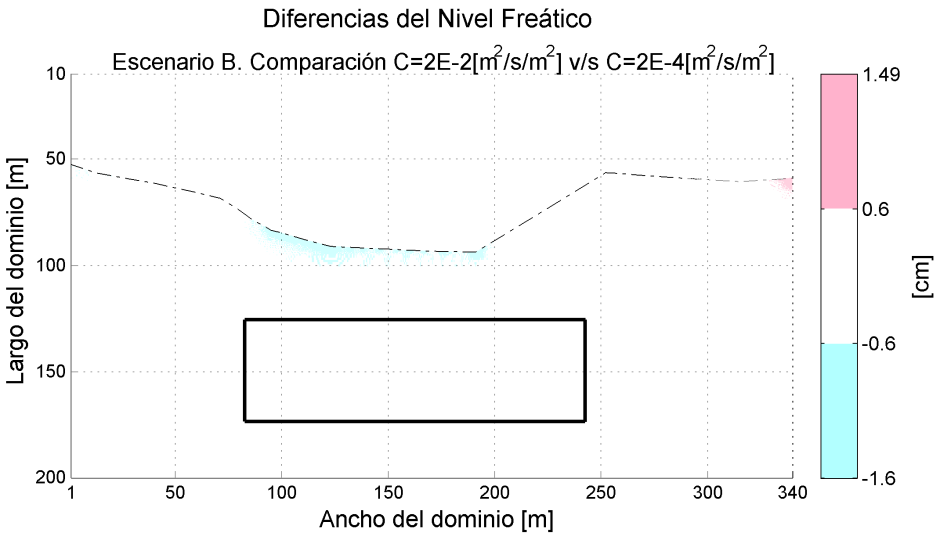 Diferencias del Nivel Freático
Escenario B. Comparación C=2E-2[m²/s/m²] v/s C=2E-4[m²/s/m²]
10
50
100
150
200
Largo del dominio [m]
1 50 100 150 200 250 300 340
Ancho del dominio [m]
1.49
0.6
-0.6
-1.6
[cm]